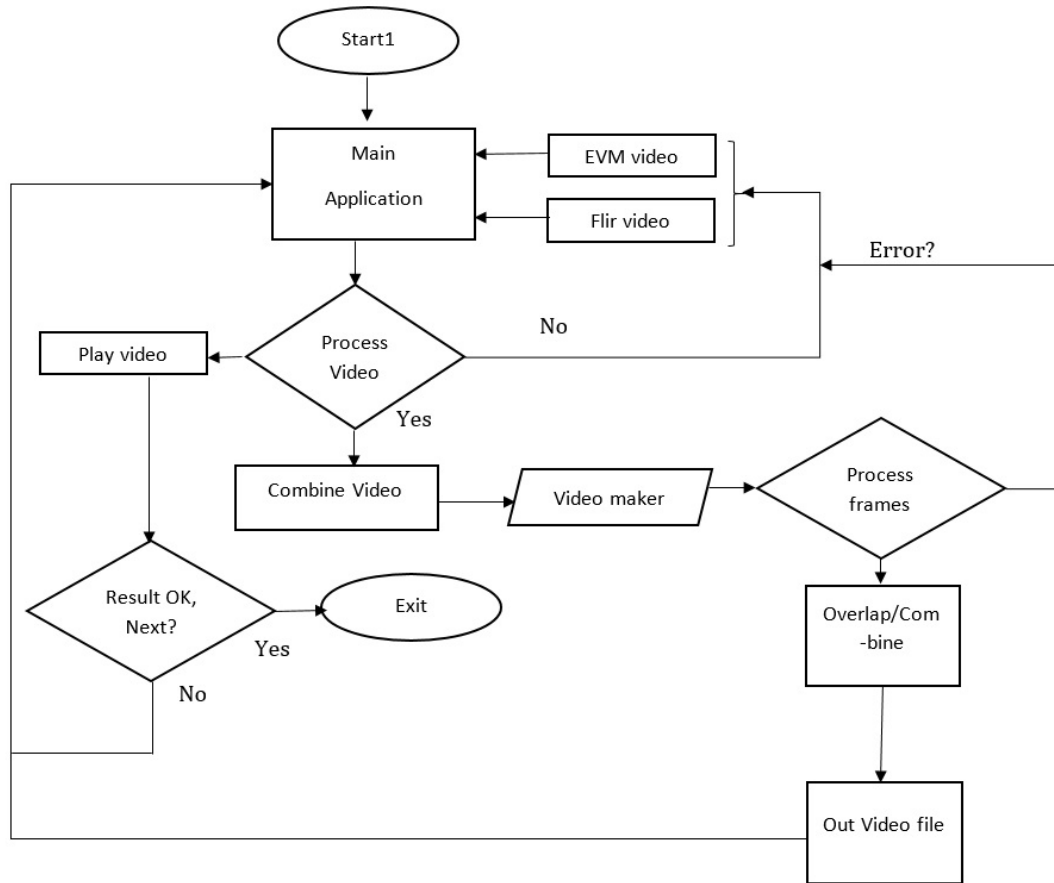 Start1
Main
Application
EVM video
Flir video
Error?
No
Process
Video
Play video
Yes
Combine Video
Video maker
Process
frames
Result OK,
Next?
Exit
Yes
No
Overlap/Com
-bine
Out Video file